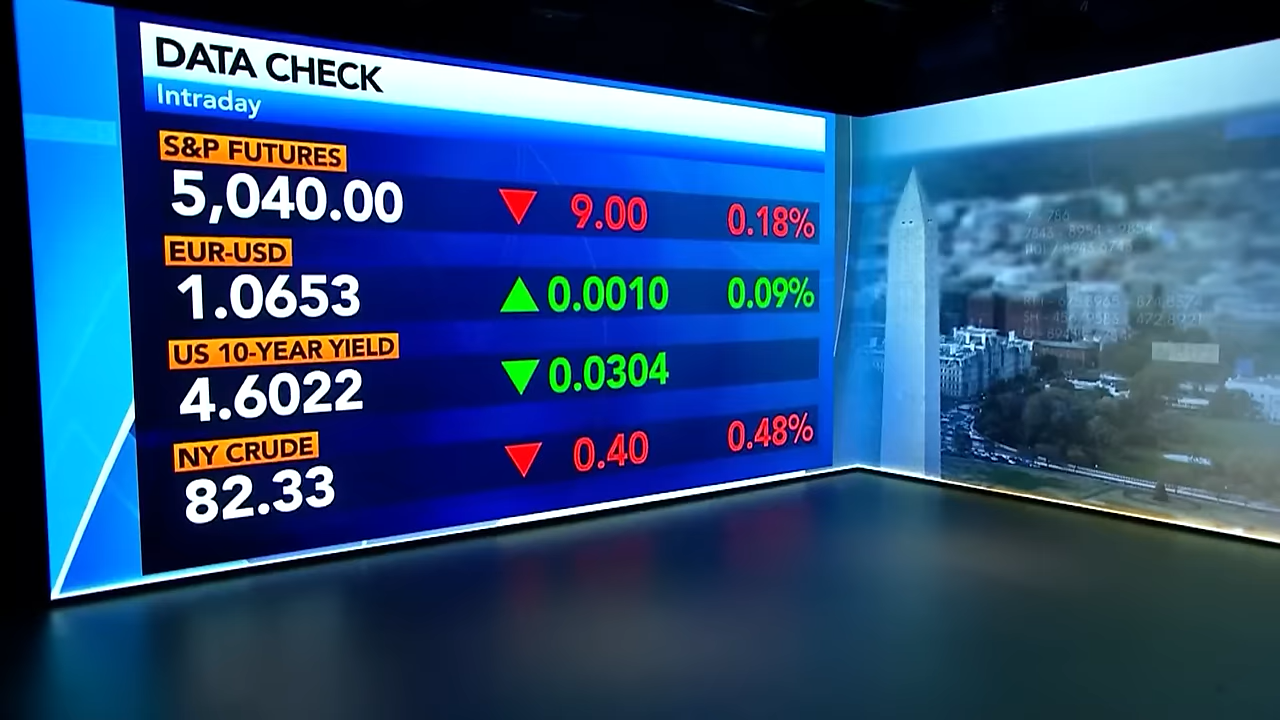 DATA CHECK
Intraday
S&P FUTURES
5,040.00 ▼ 9.00 0.18%
EUR-USD
1.0653 ▲ 0.0010 0.09%
US 10-YEAR YIELD
4.6022 ▼ 0.0304
NY CRUDE
82.33 ▼ 0.40 0.48%